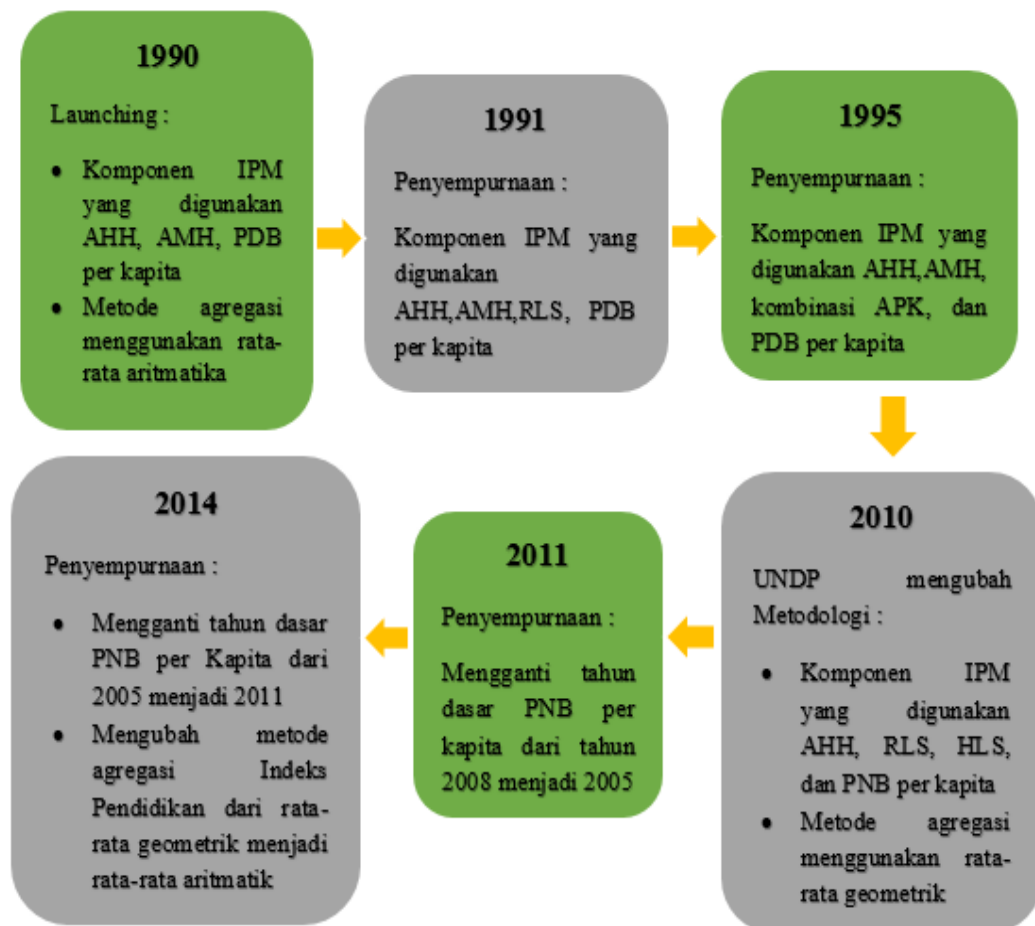 1990
Launching :
• Komponen IPM
yang digunakan
AHH, AMH, PDB
per kapita
• Metode agregasi
menggunakan rata-
rata aritmatika
1991
Penyempurnaan :
Komponen IPM yang
digunakan
AHH,AMH,RLS, PDB
per kapita
1995
Penyempurnaan :
Komponen IPM yang
digunakan AHH,AMH,
kombinasi APK, dan
PDB per kapita
2010
UNDP mengubah
Metodologi :
• Komponen IPM
yang digunakan
AHH, RLS, HLS,
dan PNB per kapita
• Metode agregasi
menggunakan rata-
rata geometrik
2011
Penyempurnaan :
Mengganti tahun
dasar PNB per
kapita dari tahun
2008 menjadi 2005
2014
Penyempurnaan :
• Mengganti tahun dasar
PNB per Kapita dari
2005 menjadi 2011
• Mengubah metode
agregasi Indeks
Pendidikan dari rata-
rata geometrik menjadi
rata-rata aritmatik